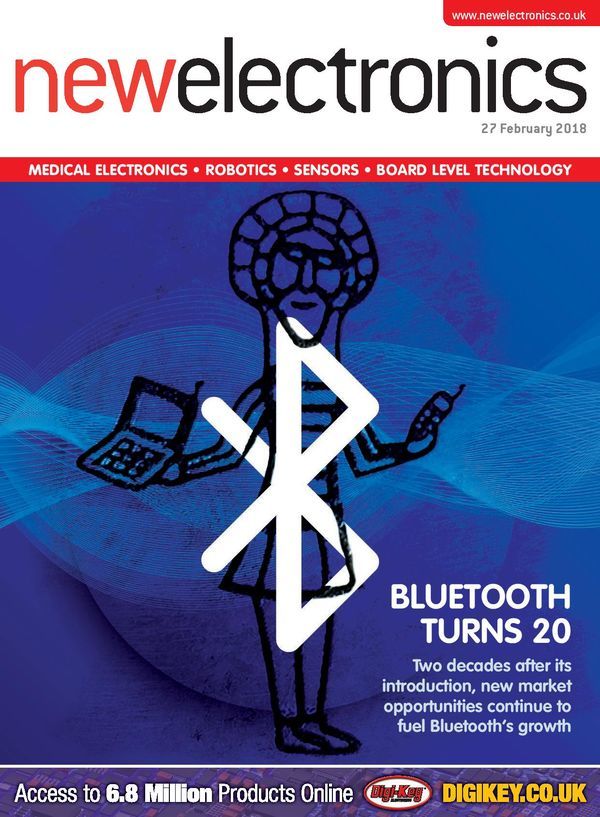 www.newelectronics.co.uk
newelectronics
27 February 2018
MEDICAL ELECTRONICS • ROBOTICS • SENSORS • BOARD LEVEL TECHNOLOGY
BLUETOOTH
TURNS 20
Two decades after its
introduction, new market
opportunities continue to
fuel Bluetooth's growth
Access to 6.8 Million Products Online Digi-Key ELECTRONICS DIGIKEY.CO.UK